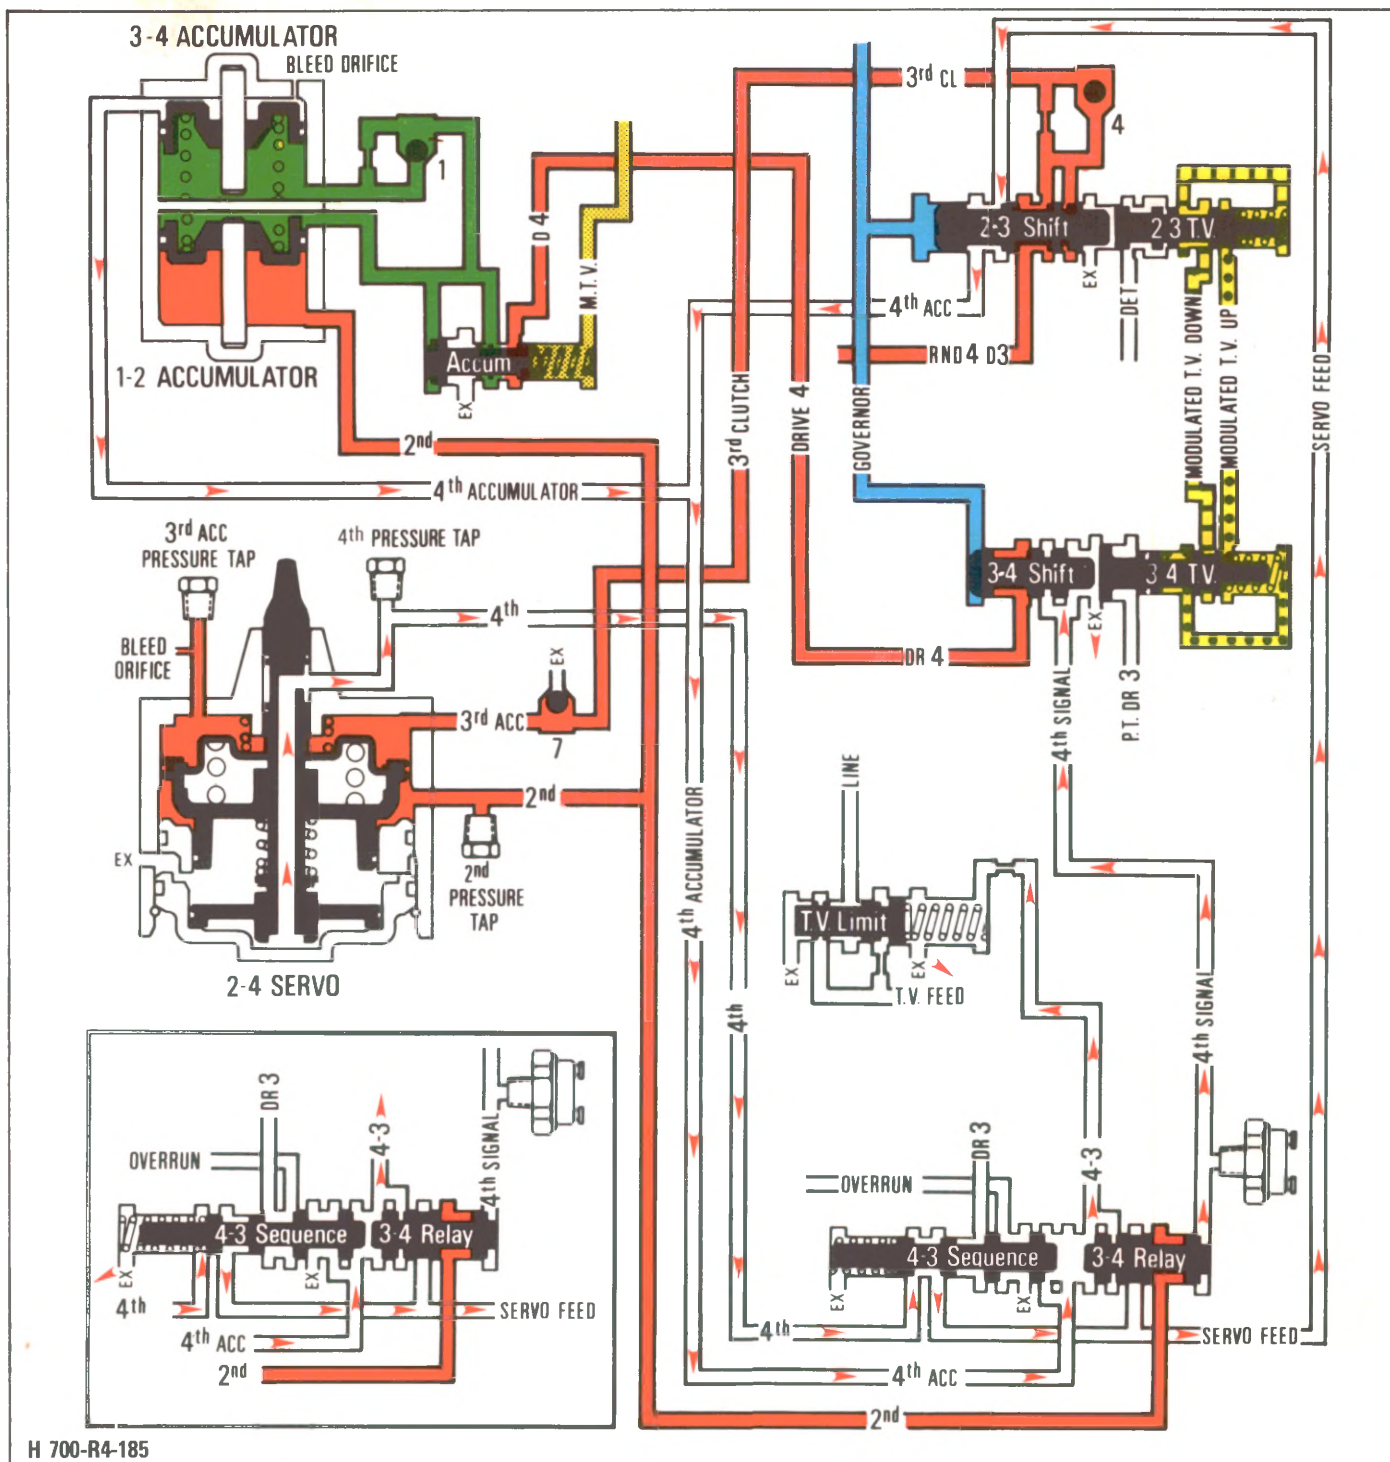 3-4 ACCUMULATOR
BLEED ORIFICE
1
D 4
M.T.V.
Accum
EX
1-2 ACCUMULATOR
2nd
4th ACCUMULATOR
3rd CL
4
2-3 Shift
2 3 T.V.
EX
DET
4th ACC
RND4 D3
3rd CLUTCH
DRIVE 4
GOVERNOR
MODULATED T.V. DOWN
MODULATED T.V. UP
SERVO FEED
3rd ACC
PRESSURE TAP
4th PRESSURE TAP
BLEED
ORIFICE
4th
EX
3rd ACC
7
2nd
EX
2nd
PRESSURE
TAP
2-4 SERVO
3-4 Shift
3 4 T.V.
EX
DR 4
4th SIGNAL
P.T. DR 3
LINE
4th ACCUMULATOR
T.V. Limit
EX
EX
T.V. FEED
4th
4th SIGNAL
DR 3
4-3
OVERRUN
4-3 Sequence
3-4 Relay
EX
EX
4th
SERVO FEED
4th ACC
2nd
DR 3
4-3
4th SIGNAL
OVERRUN
4-3 Sequence
3-4 Relay
EX
EX
4th
SERVO FEED
4th ACC
2nd
H 700-R4-185